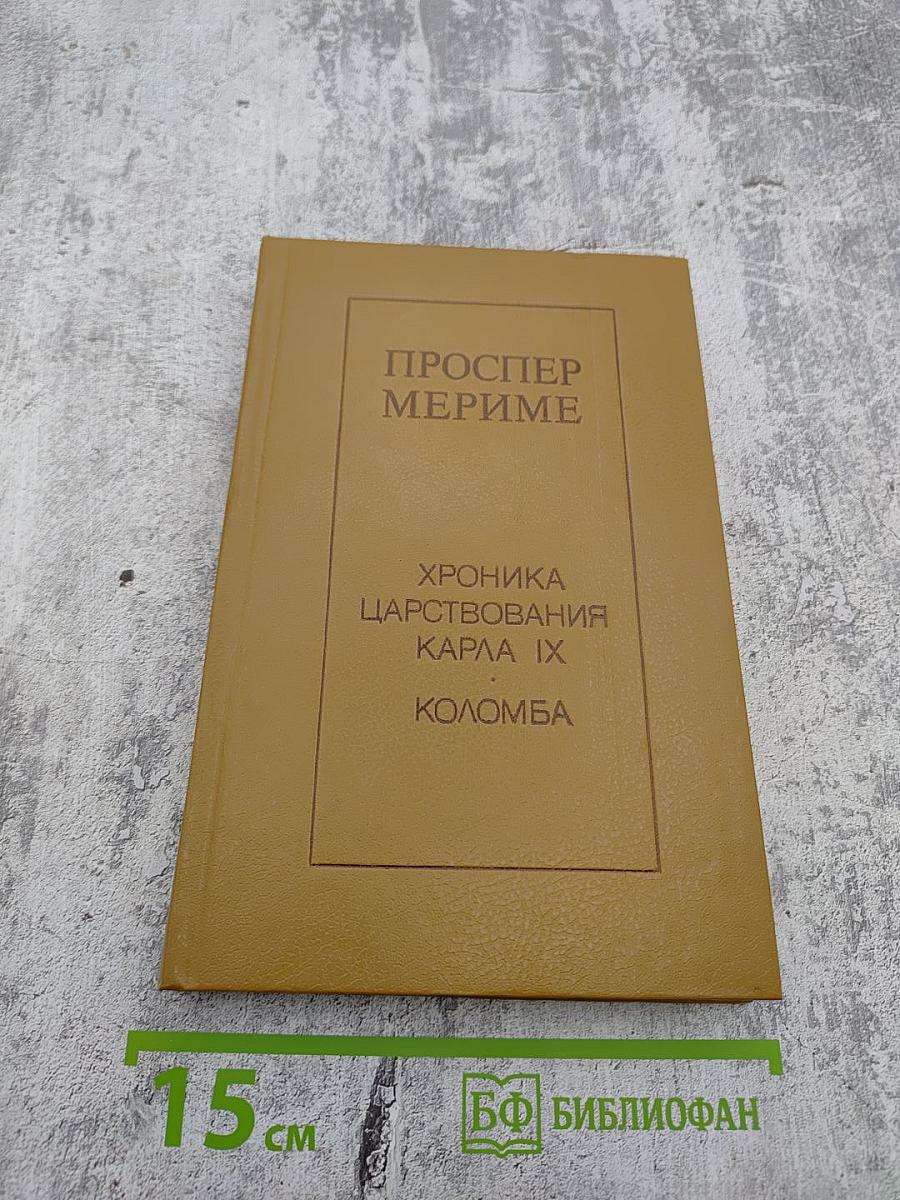 ПРОСПЕР
МЕРИМЕ
ХРОНИКА
ЦАРСТВОВАНИЯ
КАРЛА IX
·
КОЛОМБА
15 см
БФ БИБЛИОФАН